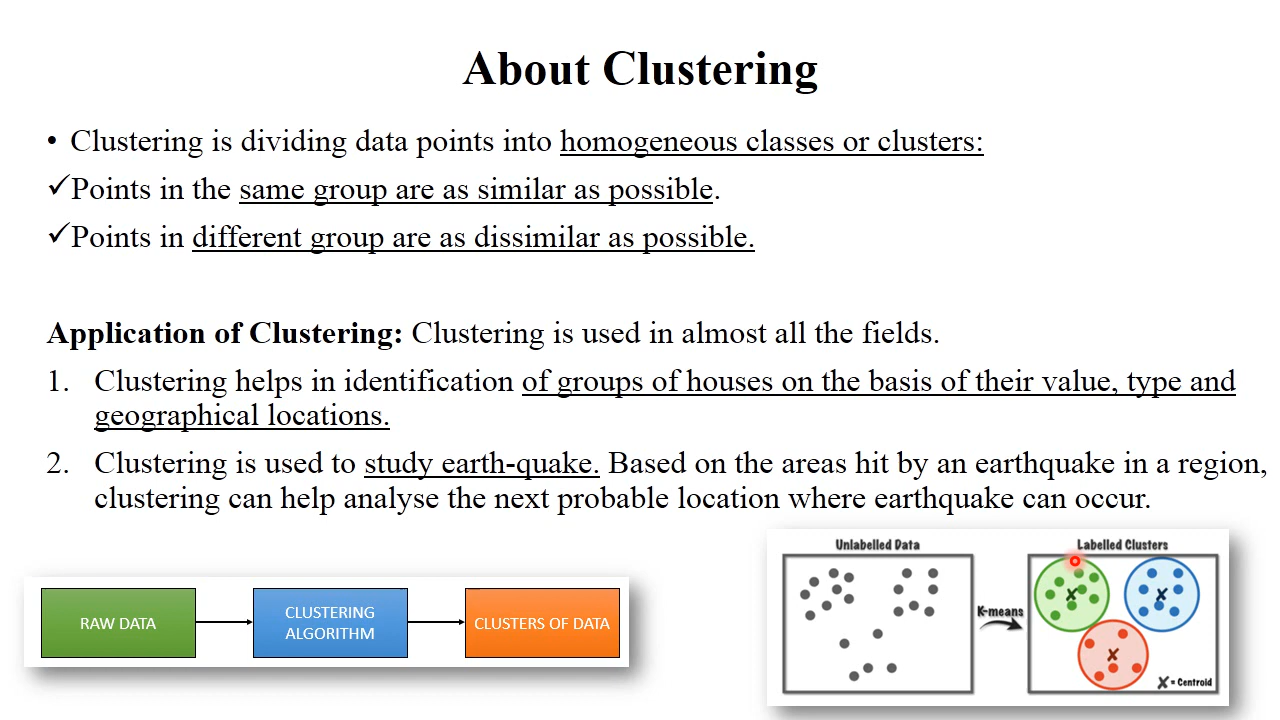 About Clustering
• Clustering is dividing data points into homogeneous classes or clusters:
✓Points in the same group are as similar as possible.
✓Points in different group are as dissimilar as possible.
Application of Clustering: Clustering is used in almost all the fields.
1. Clustering helps in identification of groups of houses on the basis of their value, type and
geographical locations.
2. Clustering is used to study earth-quake. Based on the areas hit by an earthquake in a region,
clustering can help analyse the next probable location where earthquake can occur.
RAW DATA
CLUSTERING
ALGORITHM
CLUSTERS OF DATA
Unlabelled Data
K-means
Labelled Clusters
X = Centroid